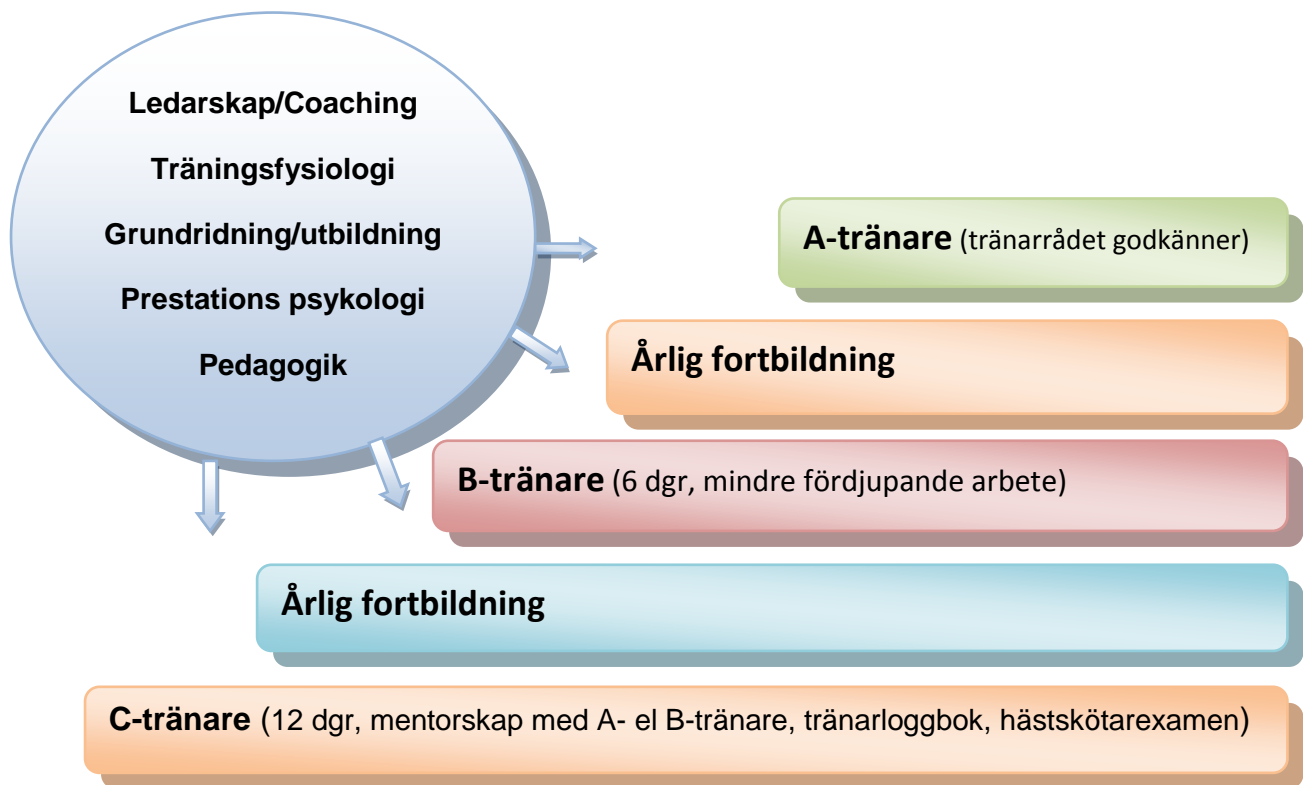 Ledarskap/Coaching
Träningsfysiologi
Grundridning/utbildning
Prestations psykologi
Pedagogik
A-tränare (tränarrådet godkänner)
Årlig fortbildning
B-tränare (6 dgr, mindre fördjupande arbete)
Årlig fortbildning
C-tränare (12 dgr, mentorskap med A- el B-tränare, tränarloggbok, hästskötarexamen)